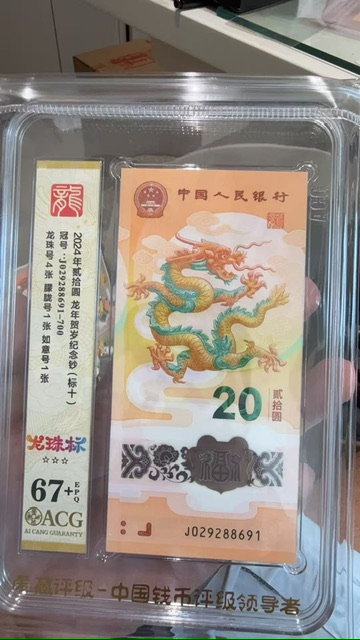 龍
2024年贰拾圆 龙年贺岁纪念钞(标十)
冠号:J029288691-700
龙珠号4张 朦胧号1张 如意号1张
龙珠标
67+
EPQ
ACG
AI CANG GUARANTY
中国人民银行
20
贰拾圆
福
J029288691
爱藏评级-中国钱币评级领导者